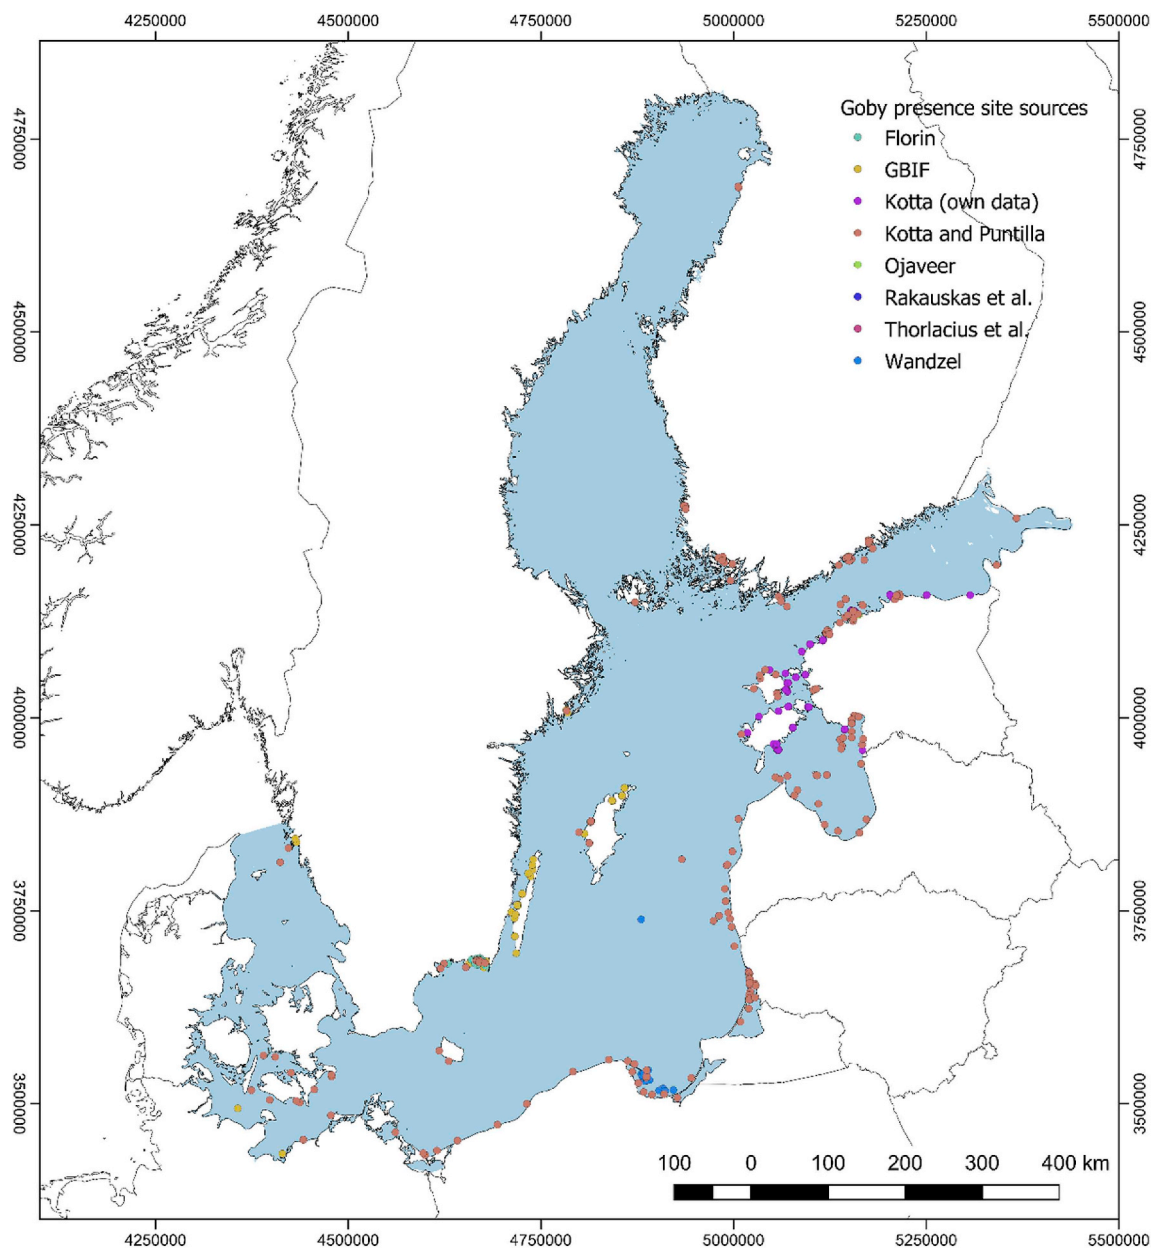 4250000 4500000 4750000 5000000 5250000 5500000
Goby presence site sources
Florin
GBIF
Kotta (own data)
Kotta and Puntilla
Ojaveer
Rakauskas et al.
Thorlacius et al.
Wandzel
4750000 4750000
4500000 4500000
4250000 4250000
4000000 4000000
3750000 3750000
3500000 3500000
100 0 100 200 300 400 km
4250000 4500000 4750000 5000000 5250000 5500000